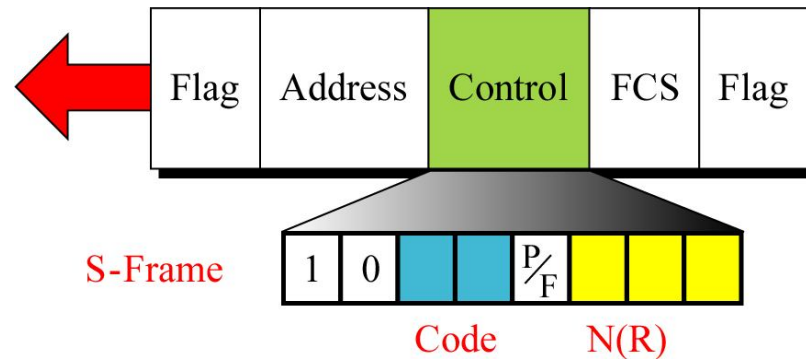 Flag Address Control FCS Flag
S-Frame 1 0 P/F
Code N(R)